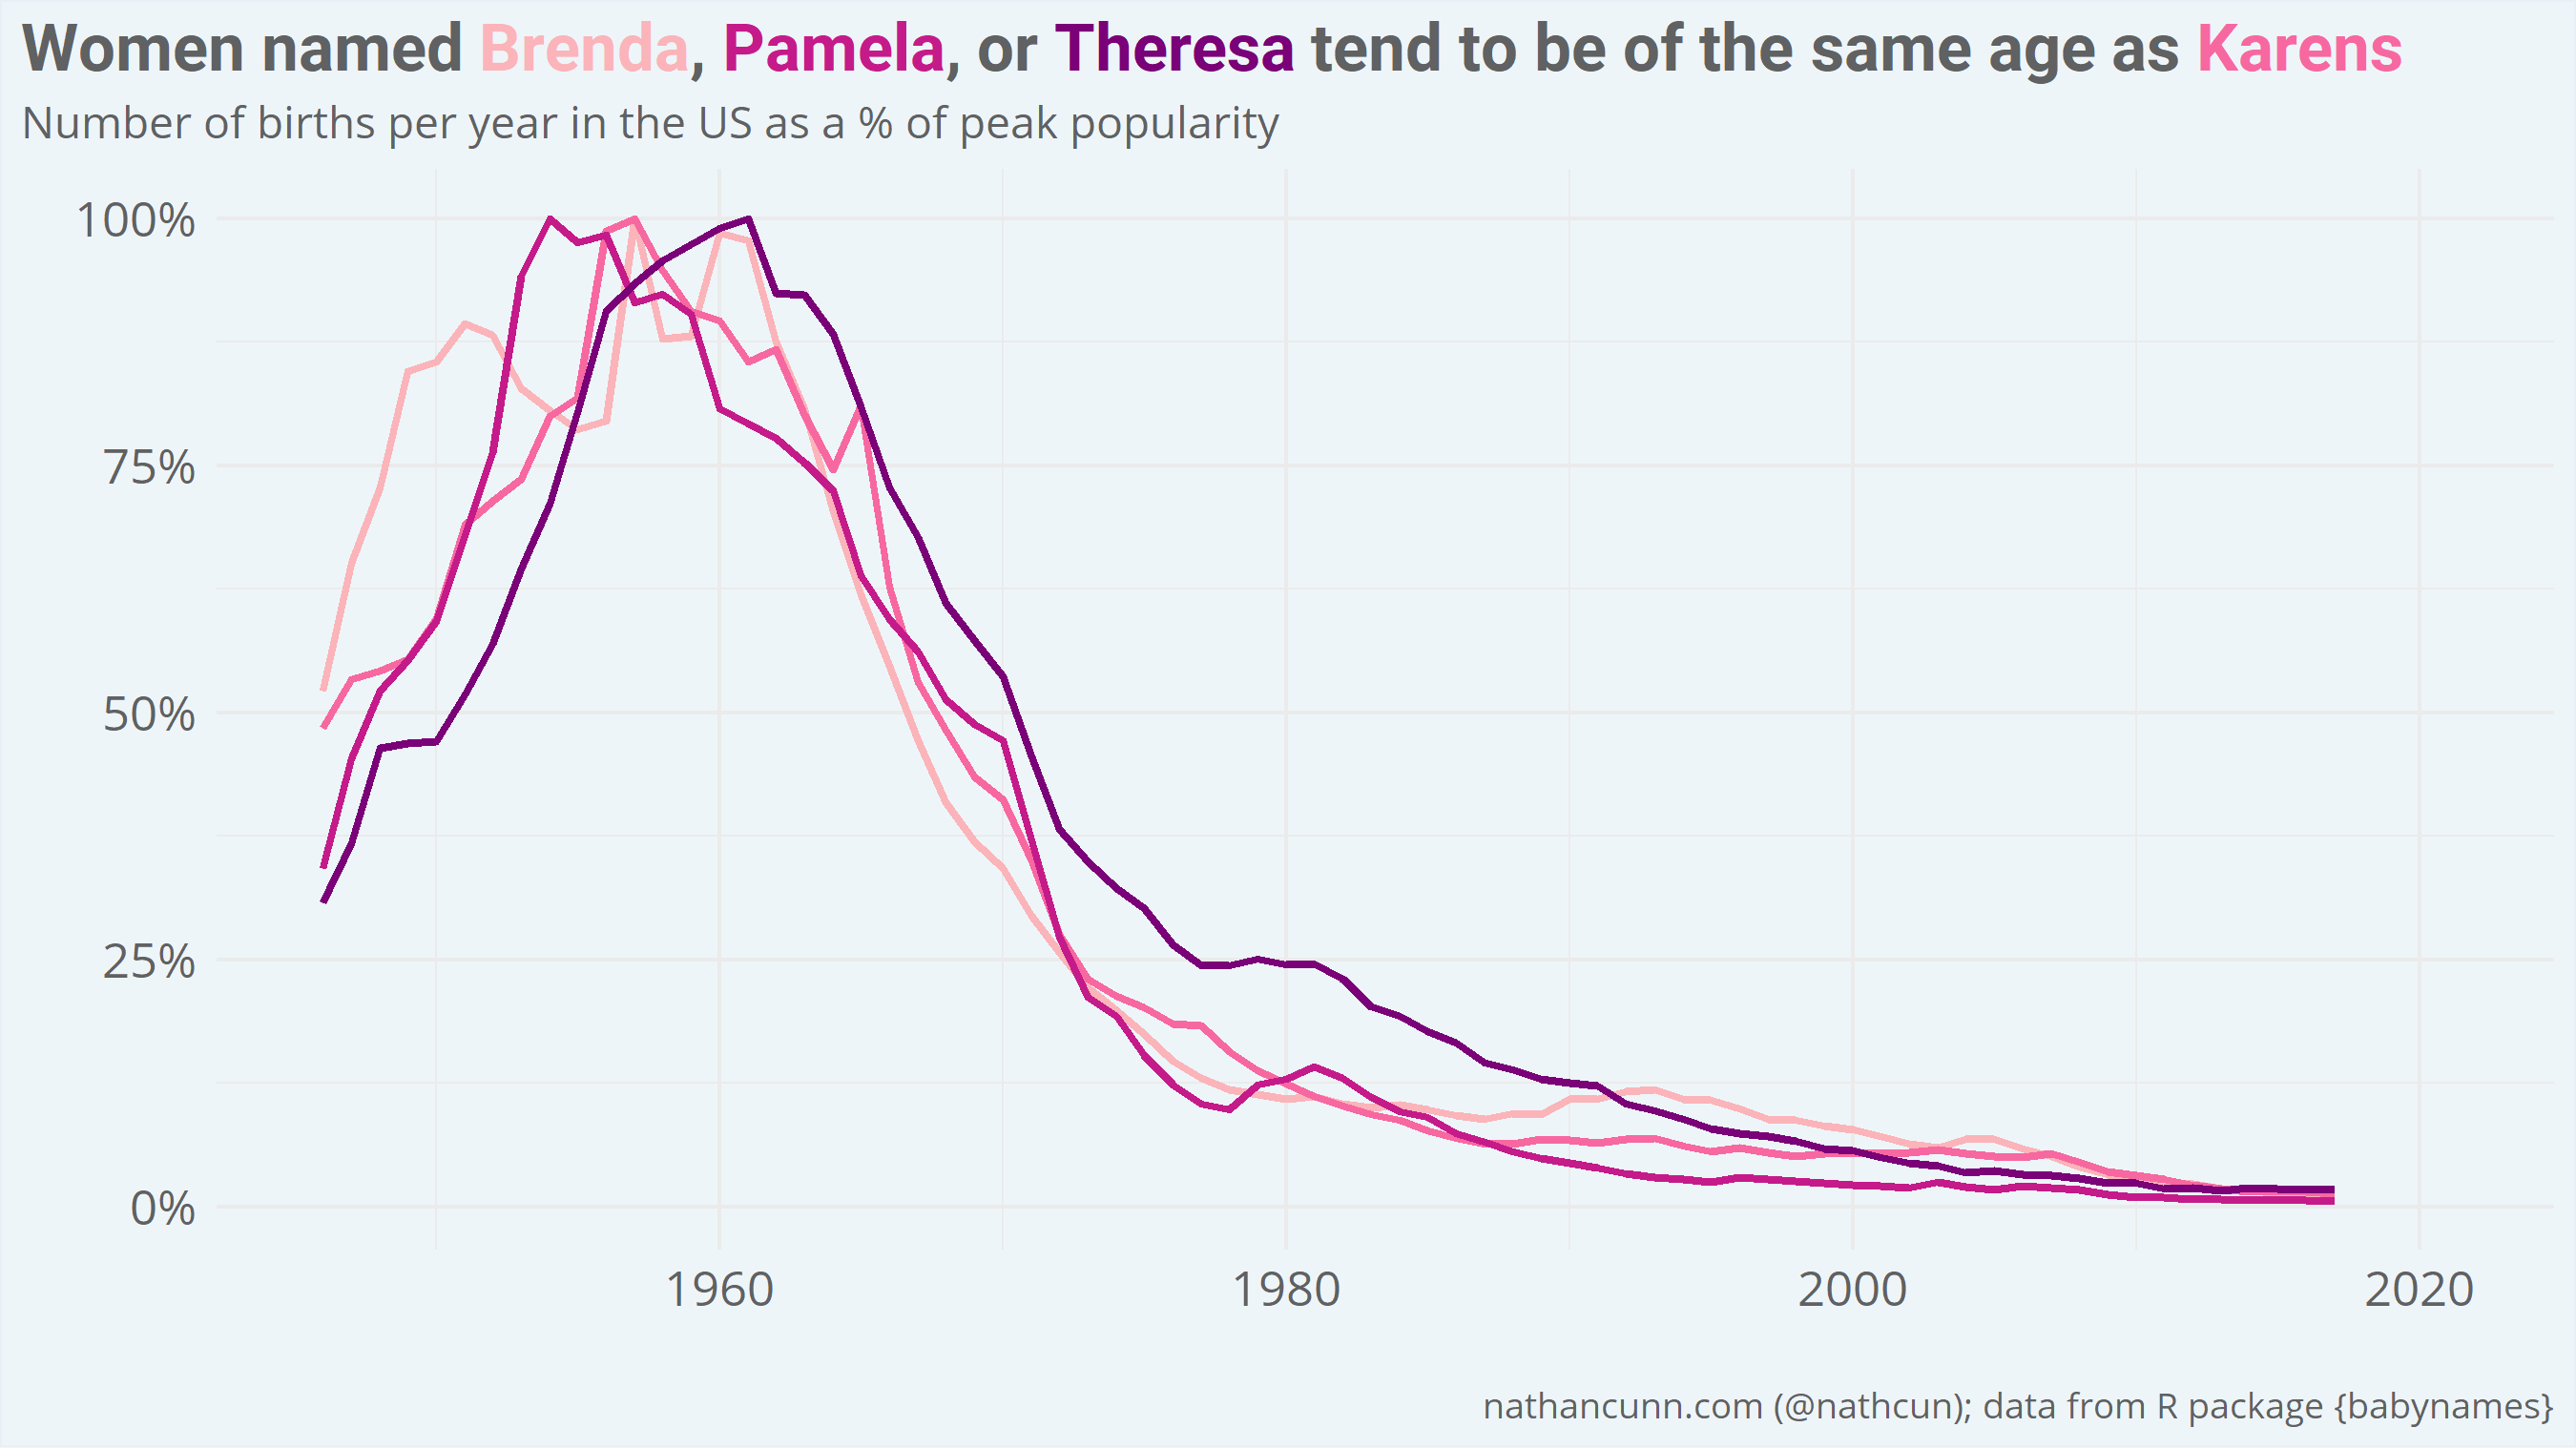 Women named Brenda, Pamela, or Theresa tend to be of the same age as Karens
Number of births per year in the US as a % of peak popularity
100%
75%
50%
25%
0%
1960 1980 2000 2020
nathancunn.com (@nathcun); data from R package {babynames}